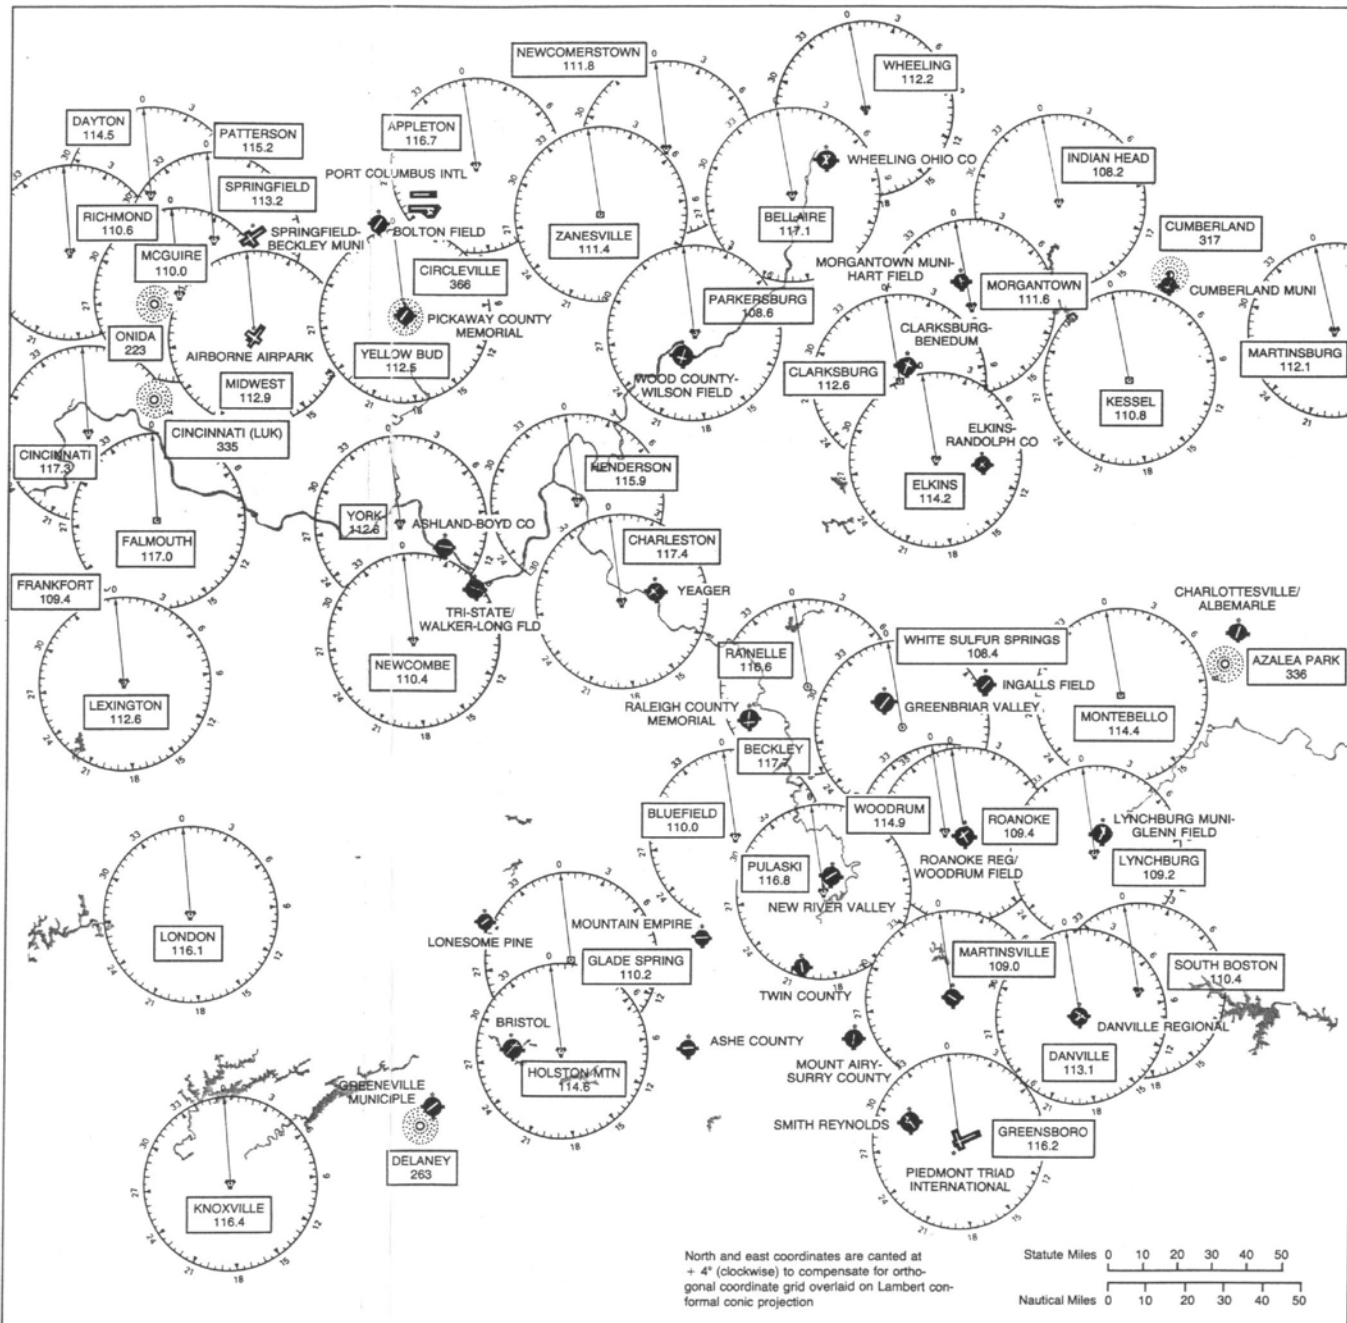 NEWCOMERSTOWN
111.8
WHEELING
112.2
DAYTON
114.5
PATTERSON
115.2
APPLETON
116.7
WHEELING OHIO CO
INDIAN HEAD
108.2
PORT COLUMBUS INTL
SPRINGFIELD
113.2
RICHMOND
110.6
SPRINGFIELD-
BECKLEY MUNI
BOLTON FIELD
ZANESVILLE
111.4
BELLAIRE
117.1
CUMBERLAND
317
MCGUIRE
110.0
CIRCLEVILLE
366
MORGANTOWN MUNI-
HART FIELD
MORGANTOWN
111.6
CUMBERLAND MUNI
PARKERSBURG
108.6
ONIDA
223
PICKAWAY COUNTY
MEMORIAL
AIRBORNE AIRPARK
YELLOW BUD
112.5
CLARKSBURG-
BENEDUM
MARTINSBURG
112.1
MIDWEST
112.9
WOOD COUNTY-
WILSON FIELD
CLARKSBURG
112.6
KESSEL
110.8
CINCINNATI (LUK)
335
CINCINNATI
117.3
HENDERSON
115.9
ELKINS-
RANDOLPH CO
ELKINS
114.2
YORK
112.6
ASHLAND-BOYD CO
CHARLESTON
117.4
FALMOUTH
117.0
FRANKFORT
109.4
TRI-STATE/
WALKER-LONG FLD
YEAGER
CHARLOTTESVILLE/
ALBEMARLE
NEWCOMBE
110.4
RAINELLE
116.6
WHITE SULFUR SPRINGS
108.4
AZALEA PARK
336
LEXINGTON
112.6
INGALLS FIELD
GREENBRIAR VALLEY
RALEIGH COUNTY
MEMORIAL
MONTEBELLO
114.4
BECKLEY
117.7
BLUEFIELD
110.0
WOODRUM
114.9
ROANOKE
109.4
LYNCHBURG MUNI-
GLENN FIELD
PULASKI
116.8
ROANOKE REG/
WOODRUM FIELD
LYNCHBURG
109.2
NEW RIVER VALLEY
LONDON
116.1
LONESOME PINE
MOUNTAIN EMPIRE
GLADE SPRING
110.2
MARTINSVILLE
109.0
SOUTH BOSTON
110.4
TWIN COUNTY
BRISTOL
ASHE COUNTY
DANVILLE REGIONAL
HOLSTON MTN
114.6
MOUNT AIRY-
SURRY COUNTY
DANVILLE
113.1
GREENEVILLE
MUNICIPLE
SMITH REYNOLDS
GREENSBORO
116.2
DELANEY
263
PIEDMONT TRIAD
INTERNATIONAL
KNOXVILLE
116.4
North and east coordinates are canted at
+ 4° (clockwise) to compensate for ortho-
gonal coordinate grid overlaid on Lambert con-
formal conic projection
Statute Miles 0 10 20 30 40 50
Nautical Miles 0 10 20 30 40 50